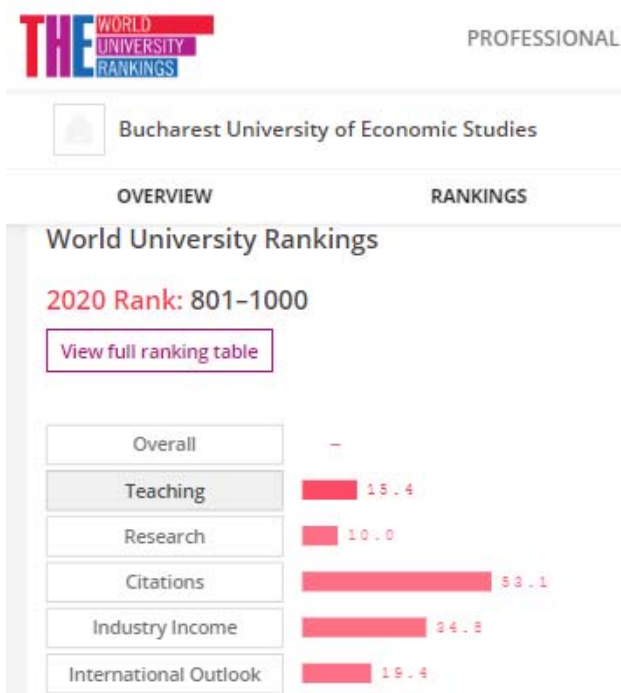 THE WORLD
UNIVERSITY
RANKINGS
PROFESSIONAL
Bucharest University of Economic Studies
OVERVIEW RANKINGS
World University Rankings
2020 Rank: 801–1000
View full ranking table
Overall –
Teaching 15.4
Research 10.0
Citations 53.1
Industry Income 34.8
International Outlook 19.4